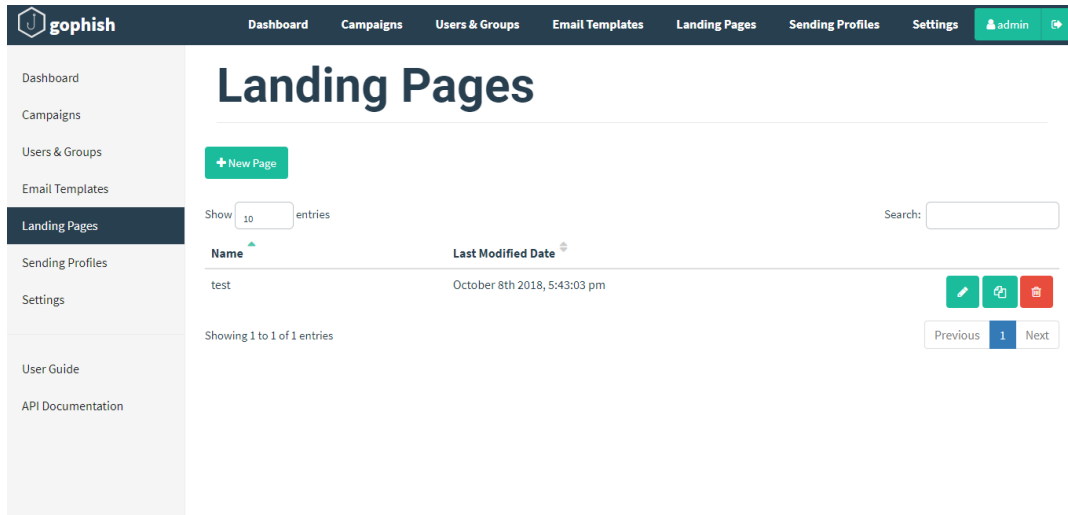 gophish Dashboard Campaigns Users & Groups Email Templates Landing Pages Sending Profiles Settings admin
Dashboard
Campaigns
Users & Groups
Email Templates
Landing Pages
Sending Profiles
Settings
User Guide
API Documentation
Landing Pages
New Page
Show 10 entries Search:
Name Last Modified Date
test October 8th 2018, 5:43:03 pm
Showing 1 to 1 of 1 entries Previous 1 Next